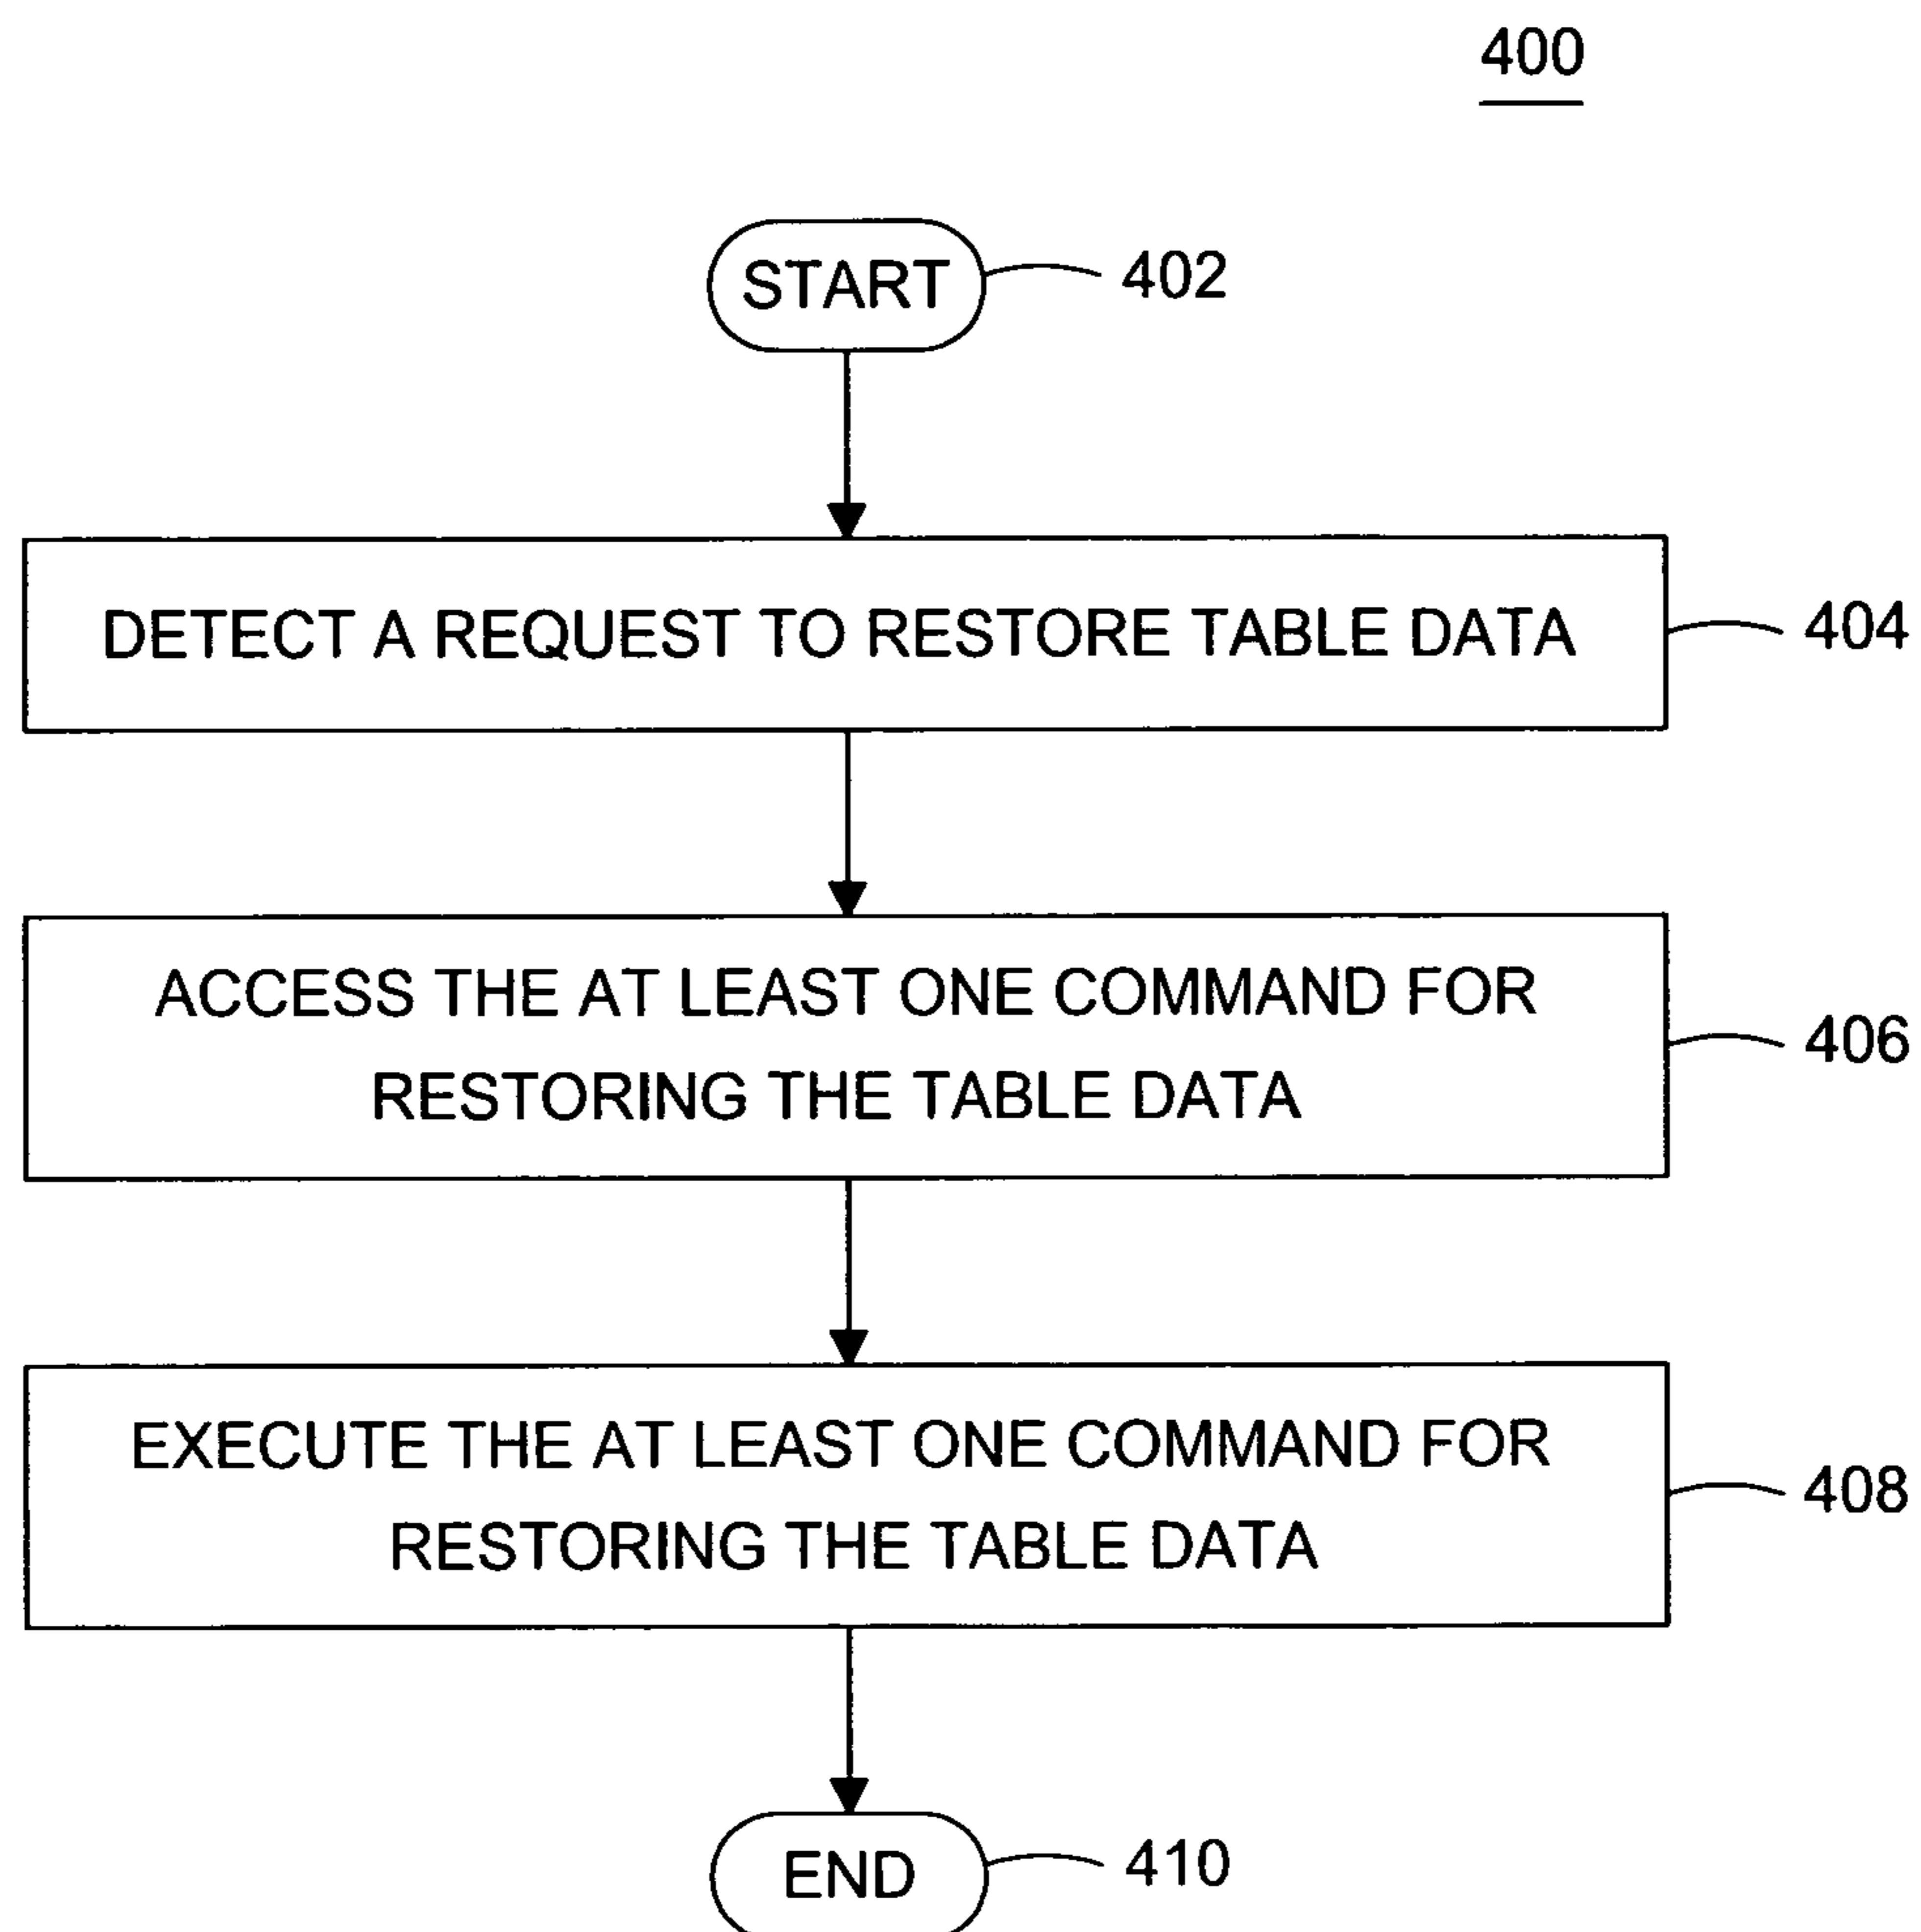 400
START
402
DETECT A REQUEST TO RESTORE TABLE DATA
404
ACCESS THE AT LEAST ONE COMMAND FOR
RESTORING THE TABLE DATA
406
EXECUTE THE AT LEAST ONE COMMAND FOR
RESTORING THE TABLE DATA
408
END
410